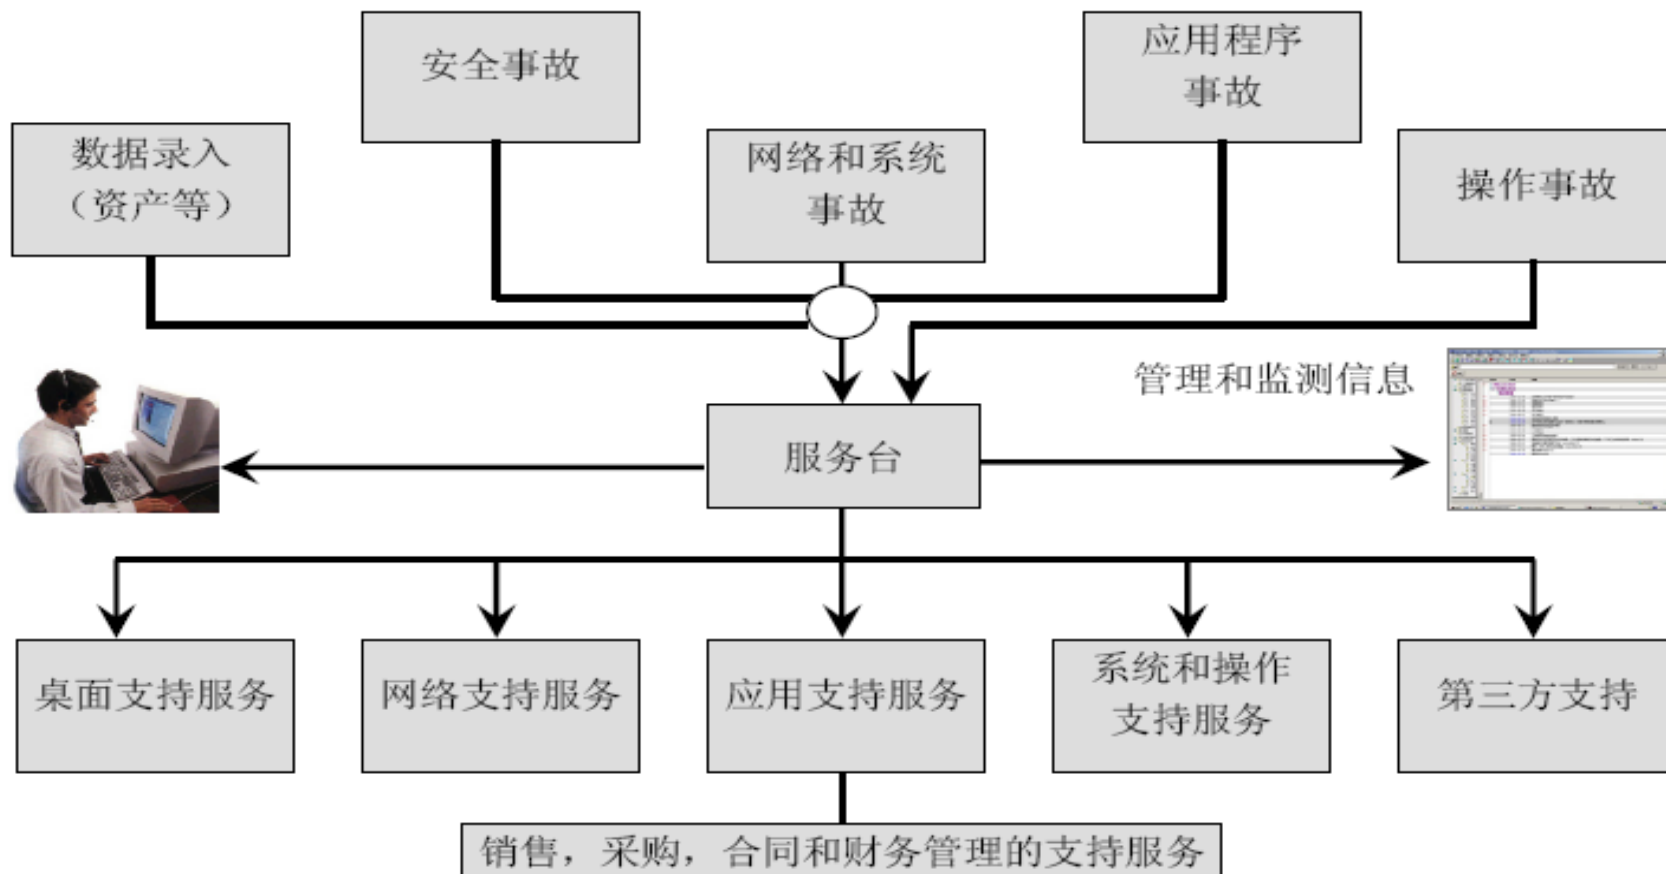 安全事故
应用程序
事故
数据录入
（资产等）
网络和系统
事故
操作事故
管理和监测信息
服务台
桌面支持服务
网络支持服务
应用支持服务
系统和操作
支持服务
第三方支持
销售，采购，合同和财务管理的支持服务